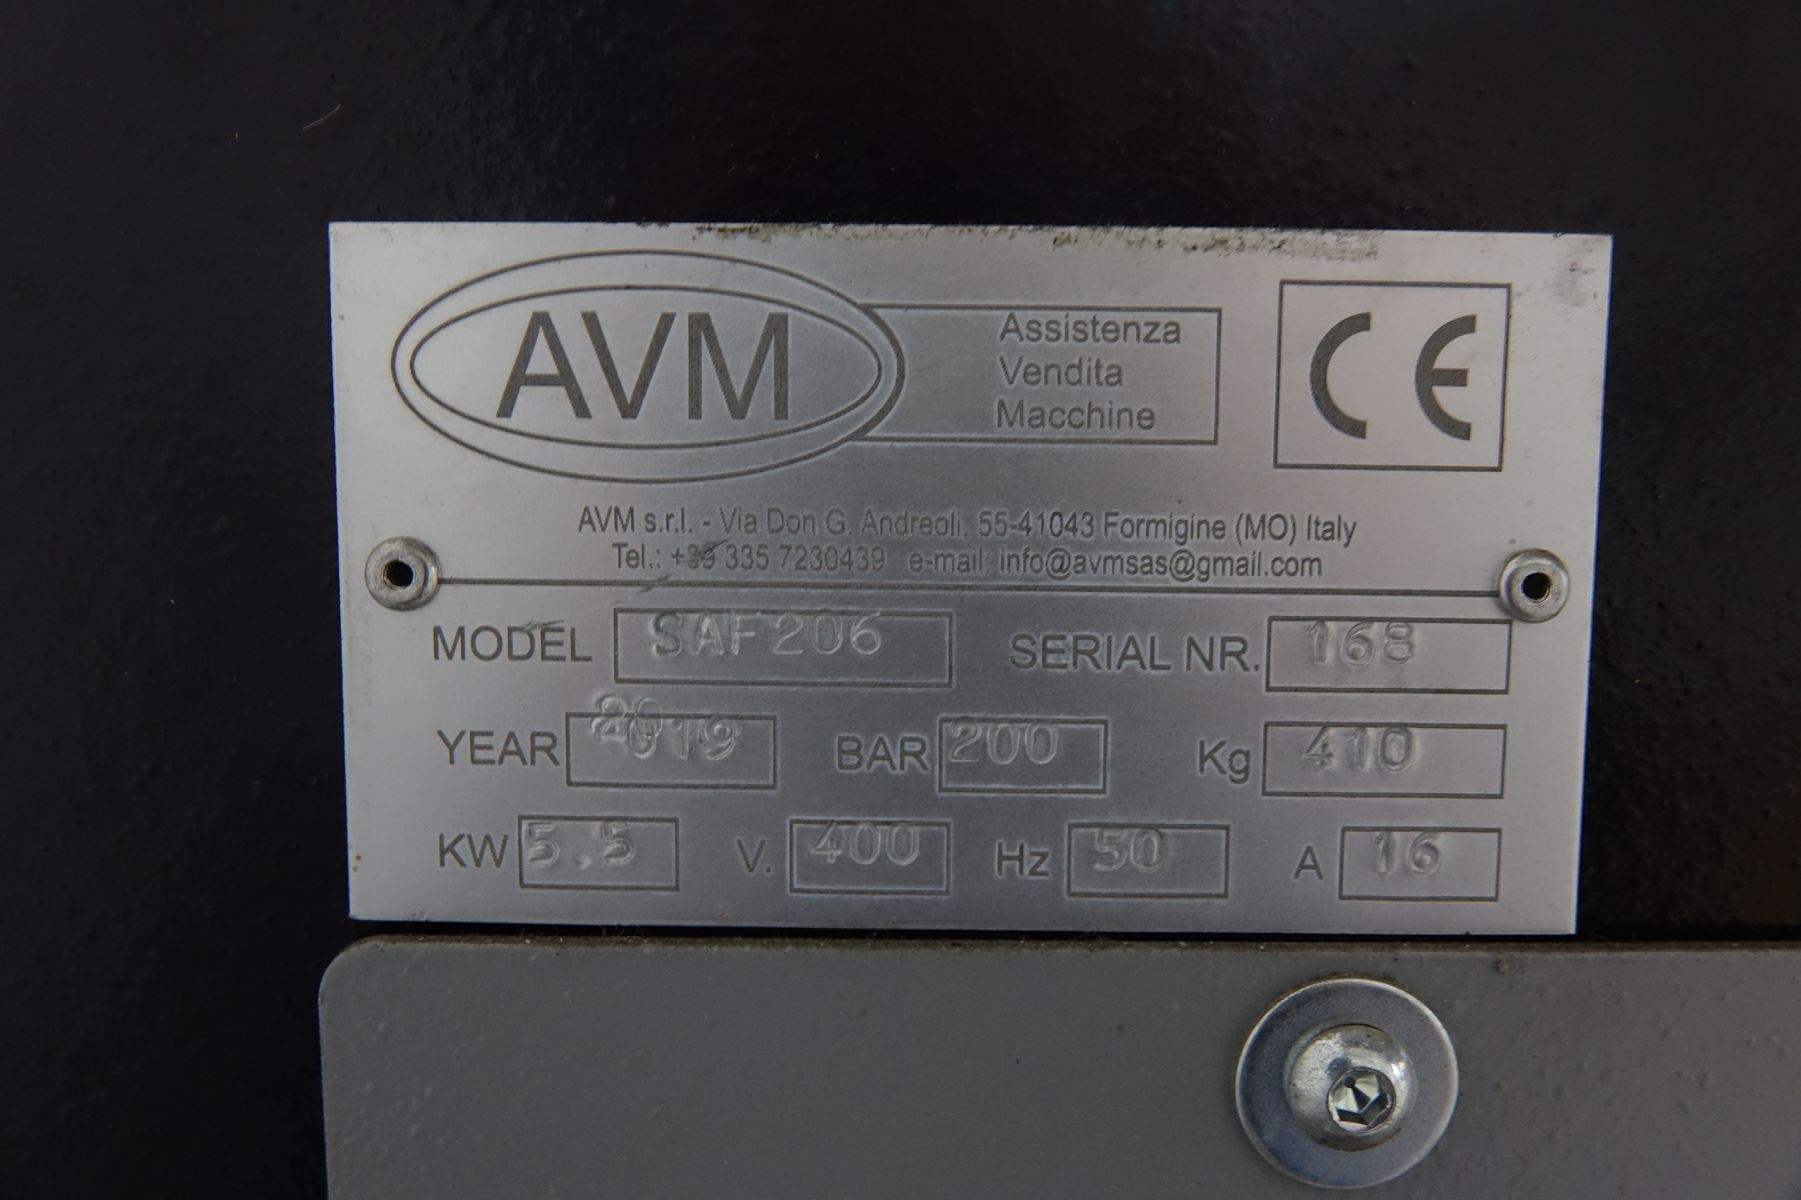 AVM
Assistenza
Vendita
Macchine
CE
AVM s.r.l. - Via Don G. Andreoli, 55-41043 Formigine (MO) Italy
Tel.: +39 335 7230439 e-mail: info@avmsas@gmail.com
MODEL SAF206 SERIAL NR. 168
YEAR 2019 BAR 200 Kg 410
KW 5.5 V. 400 Hz 50 A 16